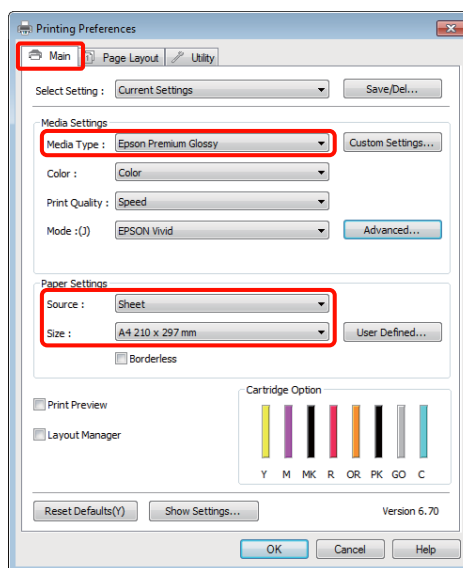 Printing Preferences
Main Page Layout Utility
Select Setting : Current Settings Save/Del...
Media Settings
Media Type : Epson Premium Glossy Custom Settings...
Color : Color
Print Quality : Speed
Mode :(J) EPSON Vivid Advanced...
Paper Settings
Source : Sheet
Size : A4 210 x 297 mm User Defined...
Borderless
Cartridge Option
Print Preview
Layout Manager
Y M MK R OR PK GO C
Reset Defaults(Y) Show Settings... Version 6.70
OK Cancel Help